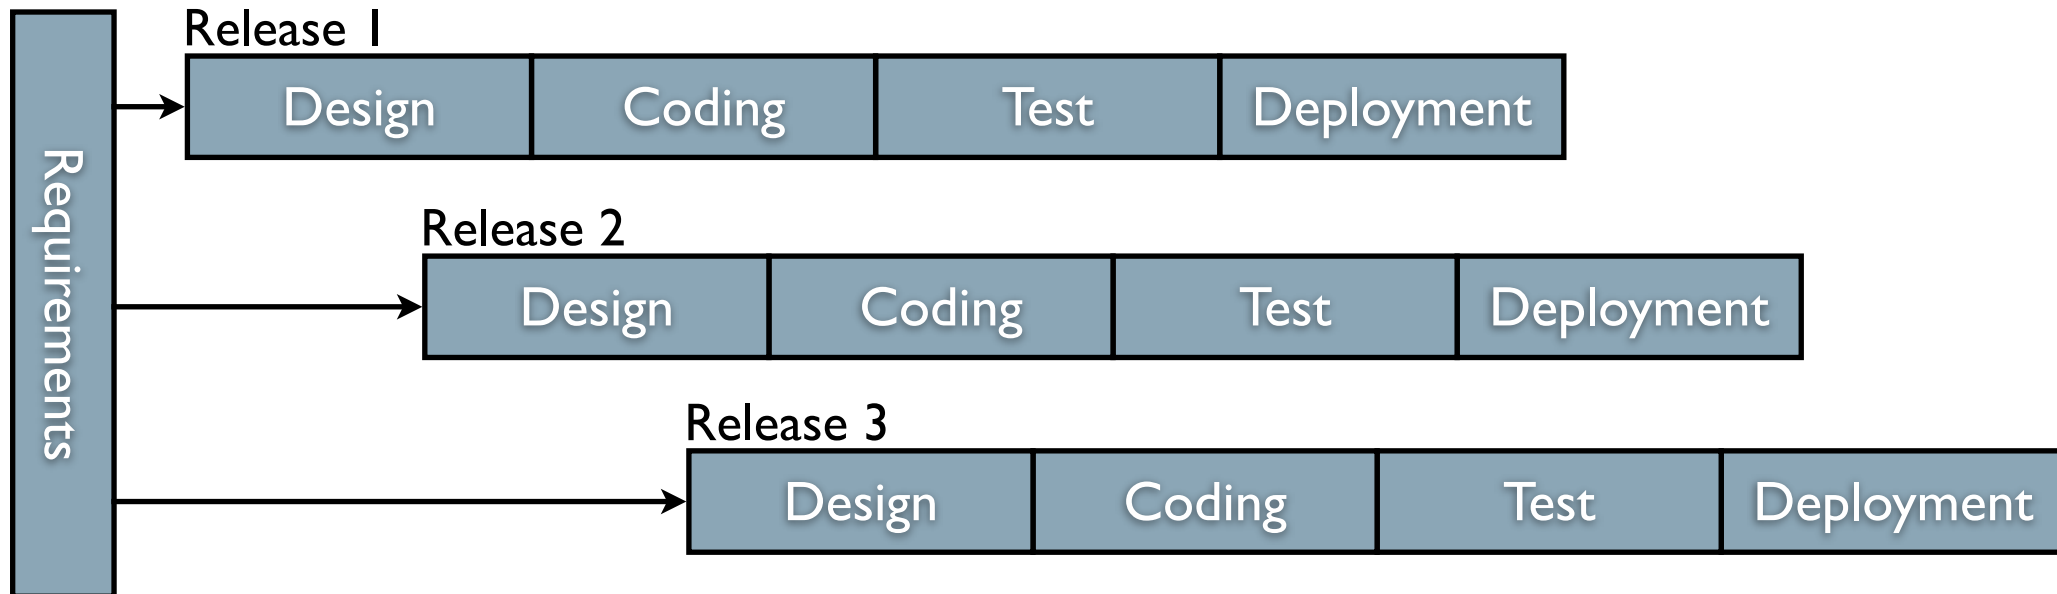 Requirements
Release 1
Design Coding Test Deployment
Release 2
Design Coding Test Deployment
Release 3
Design Coding Test Deployment